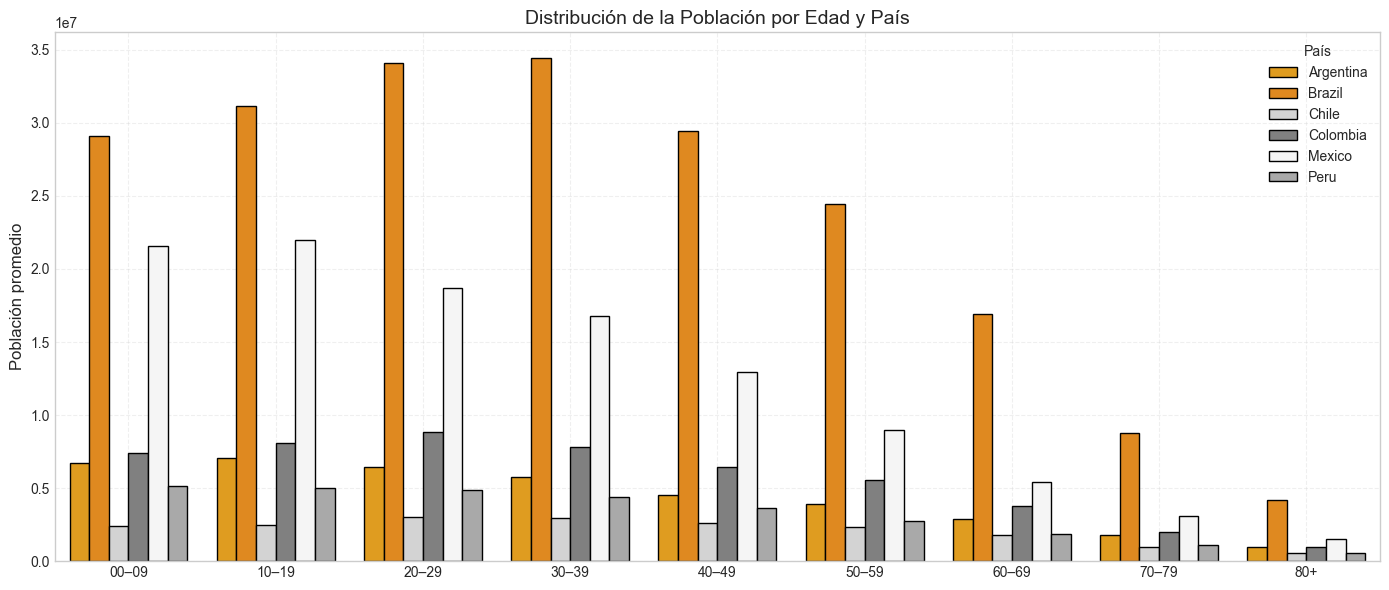 Distribución de la Población por Edad y País
1e7
3.5
3.0
2.5
2.0
1.5
1.0
0.5
0.0
Población promedio
País
Argentina
Brazil
Chile
Colombia
Mexico
Peru
00–09 10–19 20–29 30–39 40–49 50–59 60–69 70–79 80+